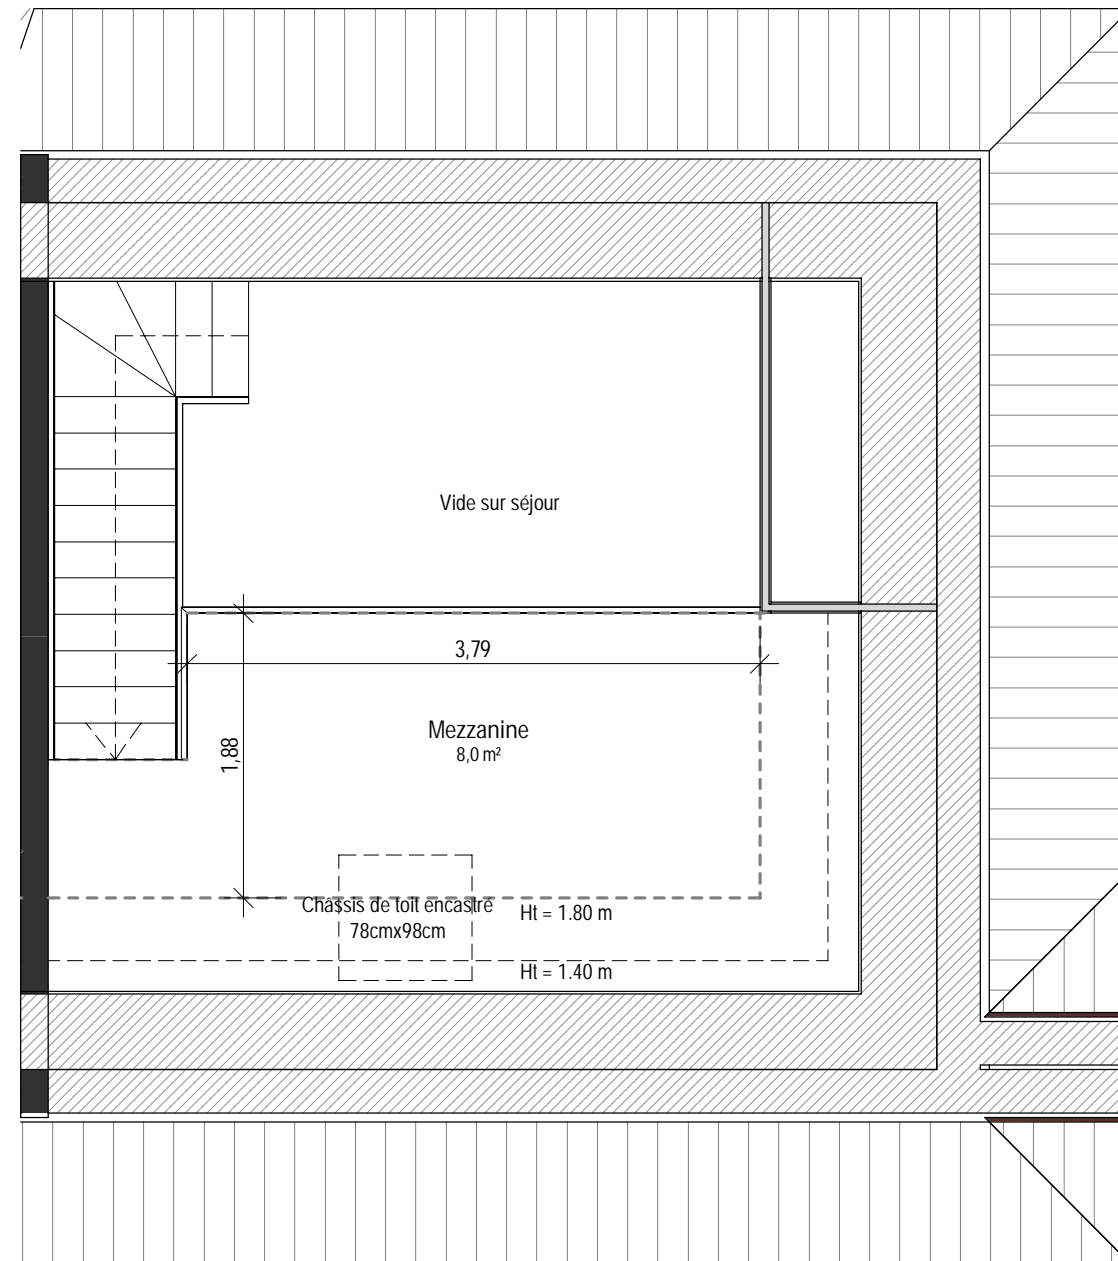 Vide sur séjour
3,79
Mezzanine
8,0 m²
1,88
Châssis de toit encastré
78cmx98cm
Ht = 1.80 m
Ht = 1.40 m